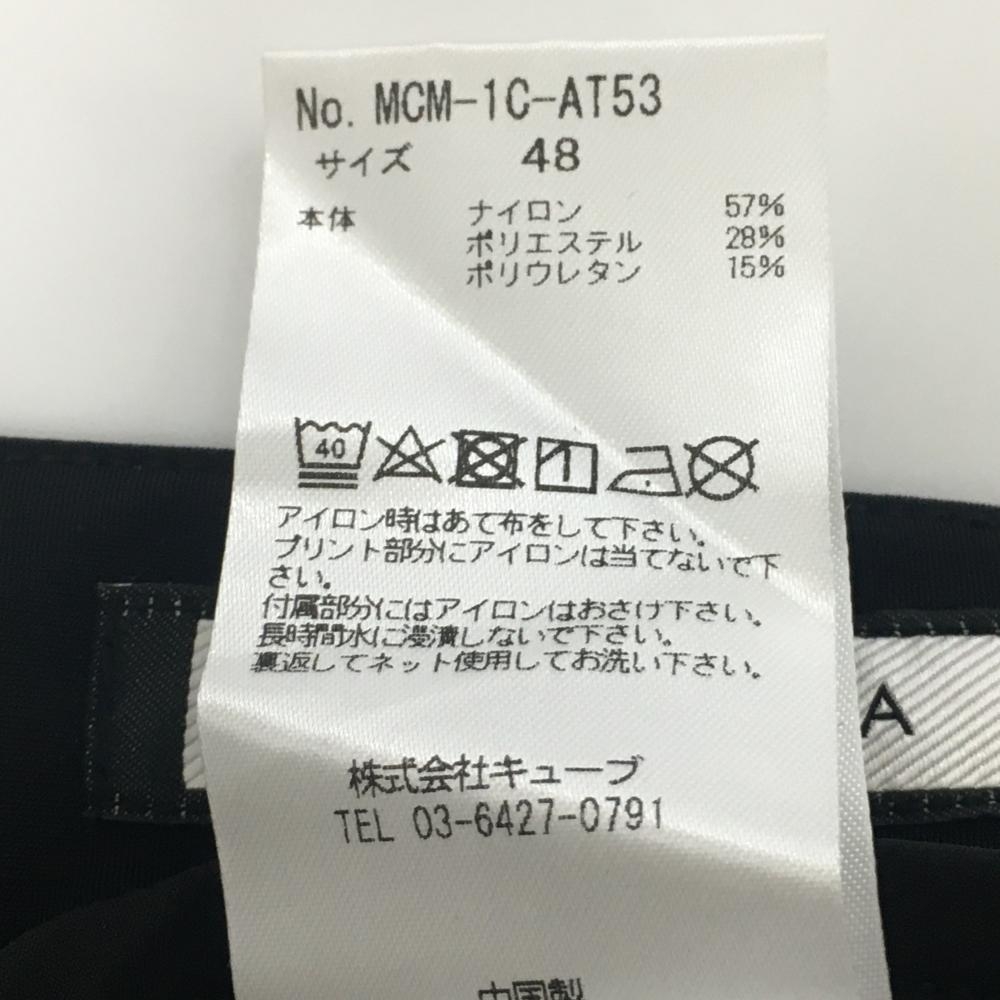 No. MCM-1C-AT53
サイズ 48
本体 ナイロン 57%
ポリエステル 28%
ポリウレタン 15%
40
アイロン時はあて布をして下さい。
プリント部分にアイロンは当てないで下
さい。
付属部分にはアイロンはおさけ下さい。
長時間水に浸漬しないで下さい。
裏返してネット使用してお洗い下さい。
A
株式会社キューブ
TEL 03-6427-0791
中国製